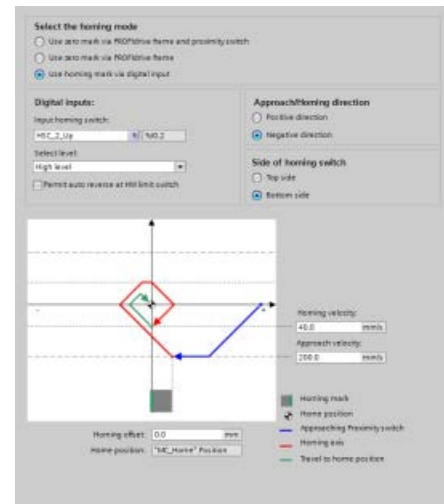 Select the homing mode
Use zero mark via PROFIdrive frame and proximity switch
Use zero mark via PROFIdrive frame
Use homing mark via digital input
Digital inputs:
Input homing switch:
HSC_2_Up
%I0.2
Select level:
High level
Permit auto reverse at HW limit switch
Approach/Homing direction
Positive direction
Negative direction
Side of homing switch
Top side
Bottom side
-
+
Homing velocity:
40.0 mm/s
Approach velocity:
200.0 mm/s
Homing mark
Home position
Approaching Proximity switch
Homing axis
Travel to home position
Homing offset: 0.0 mm
Home position: "MC_Home" Position